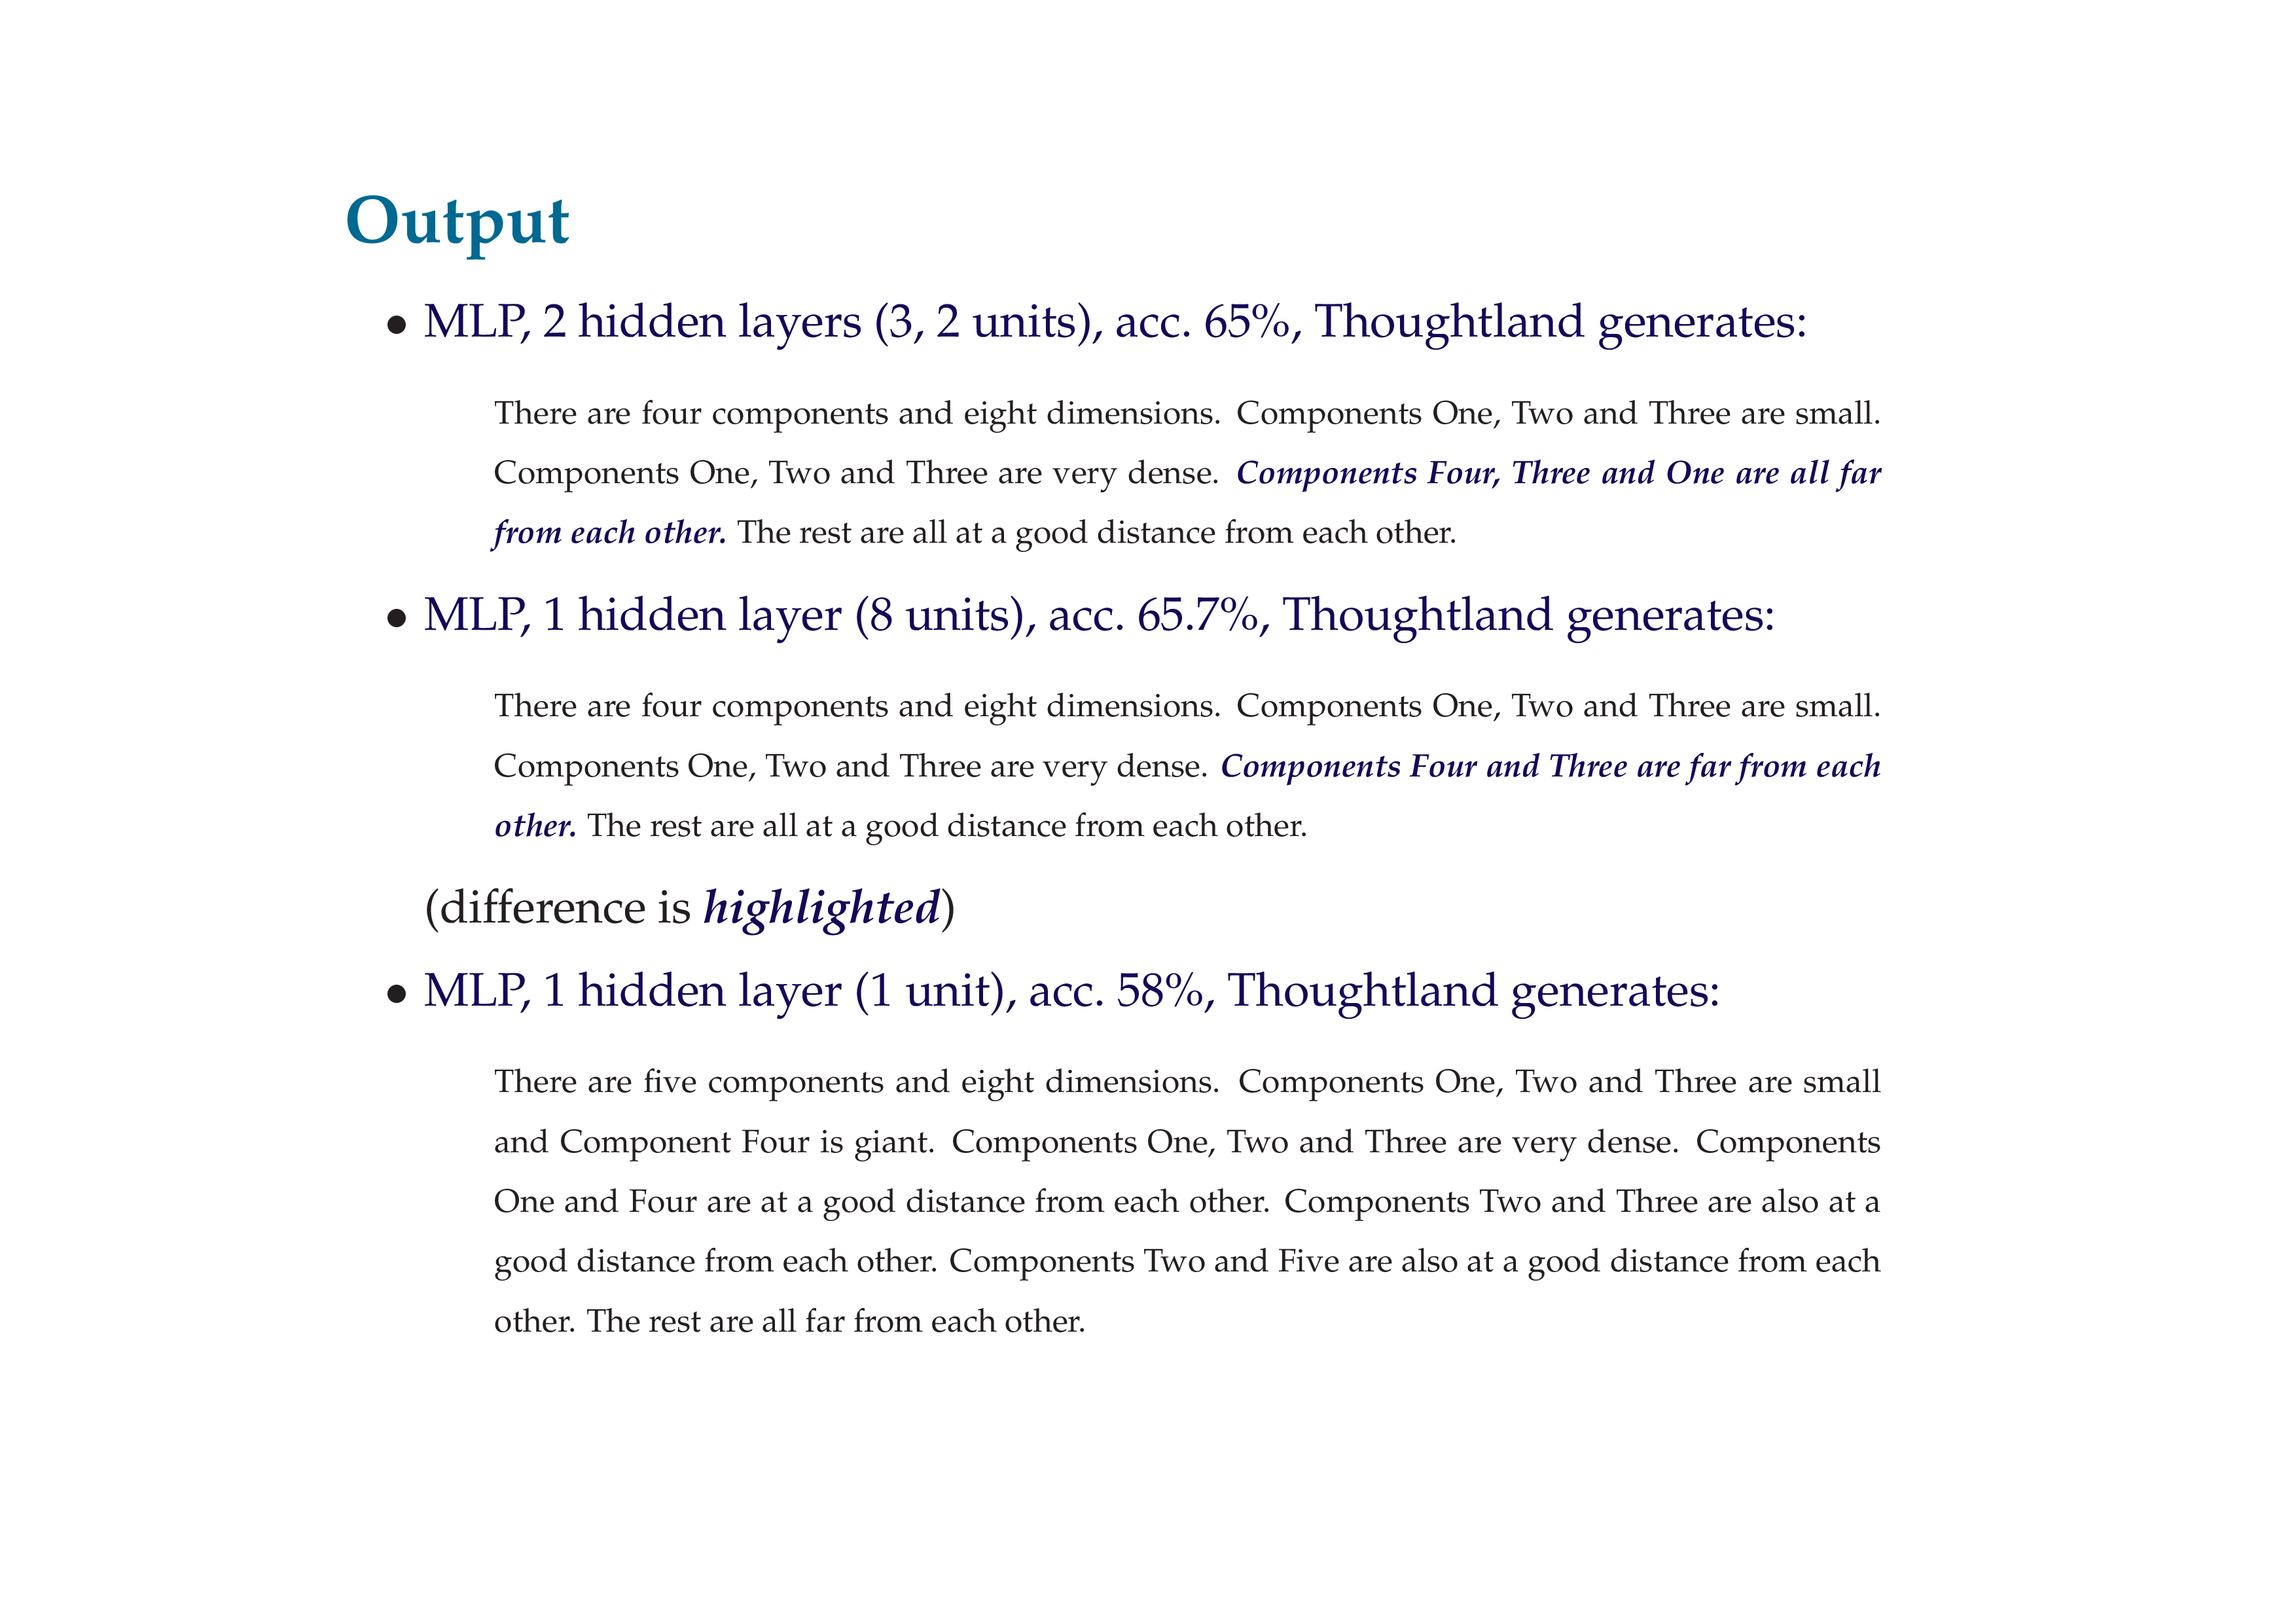 Output
• MLP, 2 hidden layers (3, 2 units), acc. 65%, Thoughtland generates:
There are four components and eight dimensions. Components One, Two and Three are small.
Components One, Two and Three are very dense. Components Four, Three and One are all far
from each other. The rest are all at a good distance from each other.
• MLP, 1 hidden layer (8 units), acc. 65.7%, Thoughtland generates:
There are four components and eight dimensions. Components One, Two and Three are small.
Components One, Two and Three are very dense. Components Four and Three are far from each
other. The rest are all at a good distance from each other.
(difference is highlighted)
• MLP, 1 hidden layer (1 unit), acc. 58%, Thoughtland generates:
There are five components and eight dimensions. Components One, Two and Three are small
and Component Four is giant. Components One, Two and Three are very dense. Components
One and Four are at a good distance from each other. Components Two and Three are also at a
good distance from each other. Components Two and Five are also at a good distance from each
other. The rest are all far from each other.